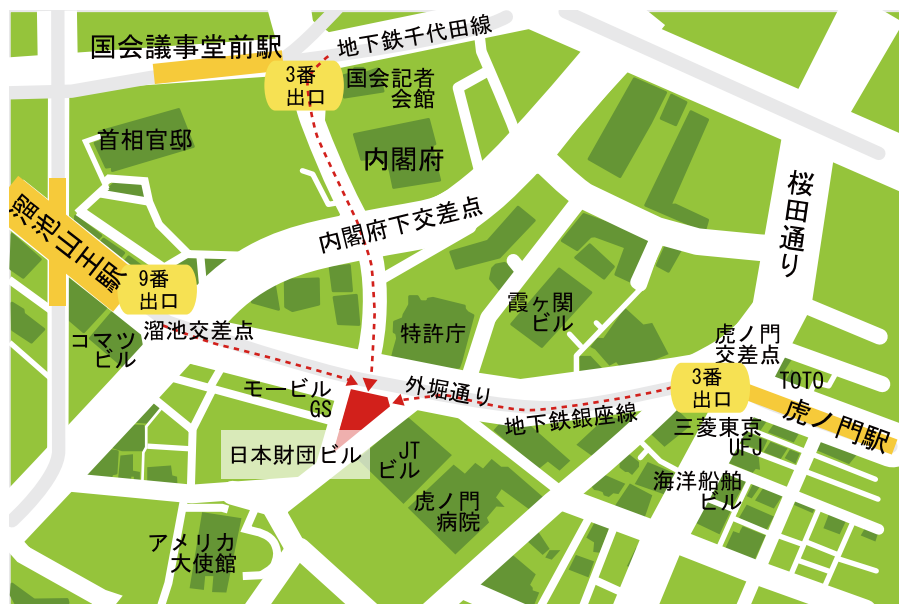 国会議事堂前駅
地下鉄千代田線
3番
出口
国会記者
会館
首相官邸
内閣府
桜田通り
内閣府下交差点
溜池山王駅
9番
出口
霞ヶ関
ビル
溜池交差点
特許庁
コマツ
ビル
虎ノ門
交差点
モービル
GS
外堀通り
3番
出口
TOTO
地下鉄銀座線
虎ノ門駅
三菱東京
UFJ
日本財団ビル
JT
ビル
海洋船舶
ビル
虎ノ門
病院
アメリカ
大使館